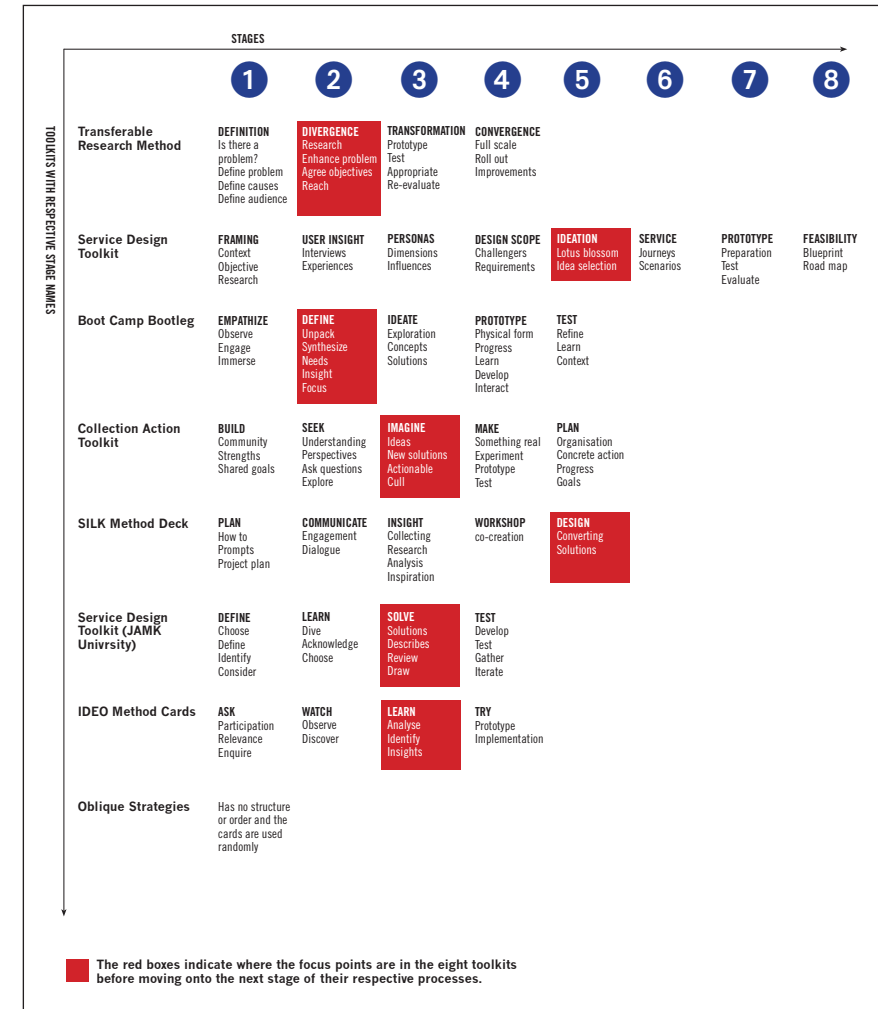 STAGES
1 2 3 4 5 6 7 8
TOOLKITS WITH RESPECTIVE STAGE NAMES
Transferable
Research Method
DEFINITION
Is there a
problem?
Define problem
Define causes
Define audience
DIVERGENCE
Research
Enhance problem
Agree objectives
Reach
TRANSFORMATION
Prototype
Test
Appropriate
Re-evaluate
CONVERGENCE
Full scale
Roll out
Improvements
Service Design
Toolkit
FRAMING
Context
Objective
Research
USER INSIGHT
Interviews
Experiences
PERSONAS
Dimensions
Influences
DESIGN SCOPE
Challengers
Requirements
IDEATION
Lotus blossom
Idea selection
SERVICE
Journeys
Scenarios
PROTOTYPE
Preparation
Test
Evaluate
FEASIBILITY
Blueprint
Road map
Boot Camp Bootleg
EMPATHIZE
Observe
Engage
Immerse
DEFINE
Unpack
Synthesize
Needs
Insight
Focus
IDEATE
Exploration
Concepts
Solutions
PROTOTYPE
Physical form
Progress
Learn
Develop
Interact
TEST
Refine
Learn
Context
Collection Action
Toolkit
BUILD
Community
Strengths
Shared goals
SEEK
Understanding
Perspectives
Ask questions
Explore
IMAGINE
Ideas
New solutions
Actionable
Cull
MAKE
Something real
Experiment
Prototype
Test
PLAN
Organisation
Concrete action
Progress
Goals
SILK Method Deck
PLAN
How to
Prompts
Project plan
COMMUNICATE
Engagement
Dialogue
INSIGHT
Collecting
Research
Analysis
Inspiration
WORKSHOP
co-creation
DESIGN
Converting
Solutions
Service Design
Toolkit (JAMK
Univrsity)
DEFINE
Choose
Define
Identify
Consider
LEARN
Dive
Acknowledge
Choose
SOLVE
Solutions
Describes
Review
Draw
TEST
Develop
Test
Gather
Iterate
IDEO Method Cards
ASK
Participation
Relevance
Enquire
WATCH
Observe
Discover
LEARN
Analyse
Identify
Insights
TRY
Prototype
Implementation
Oblique Strategies
Has no structure
or order and the
cards are used
randomly
The red boxes indicate where the focus points are in the eight toolkits
before moving onto the next stage of their respective processes.